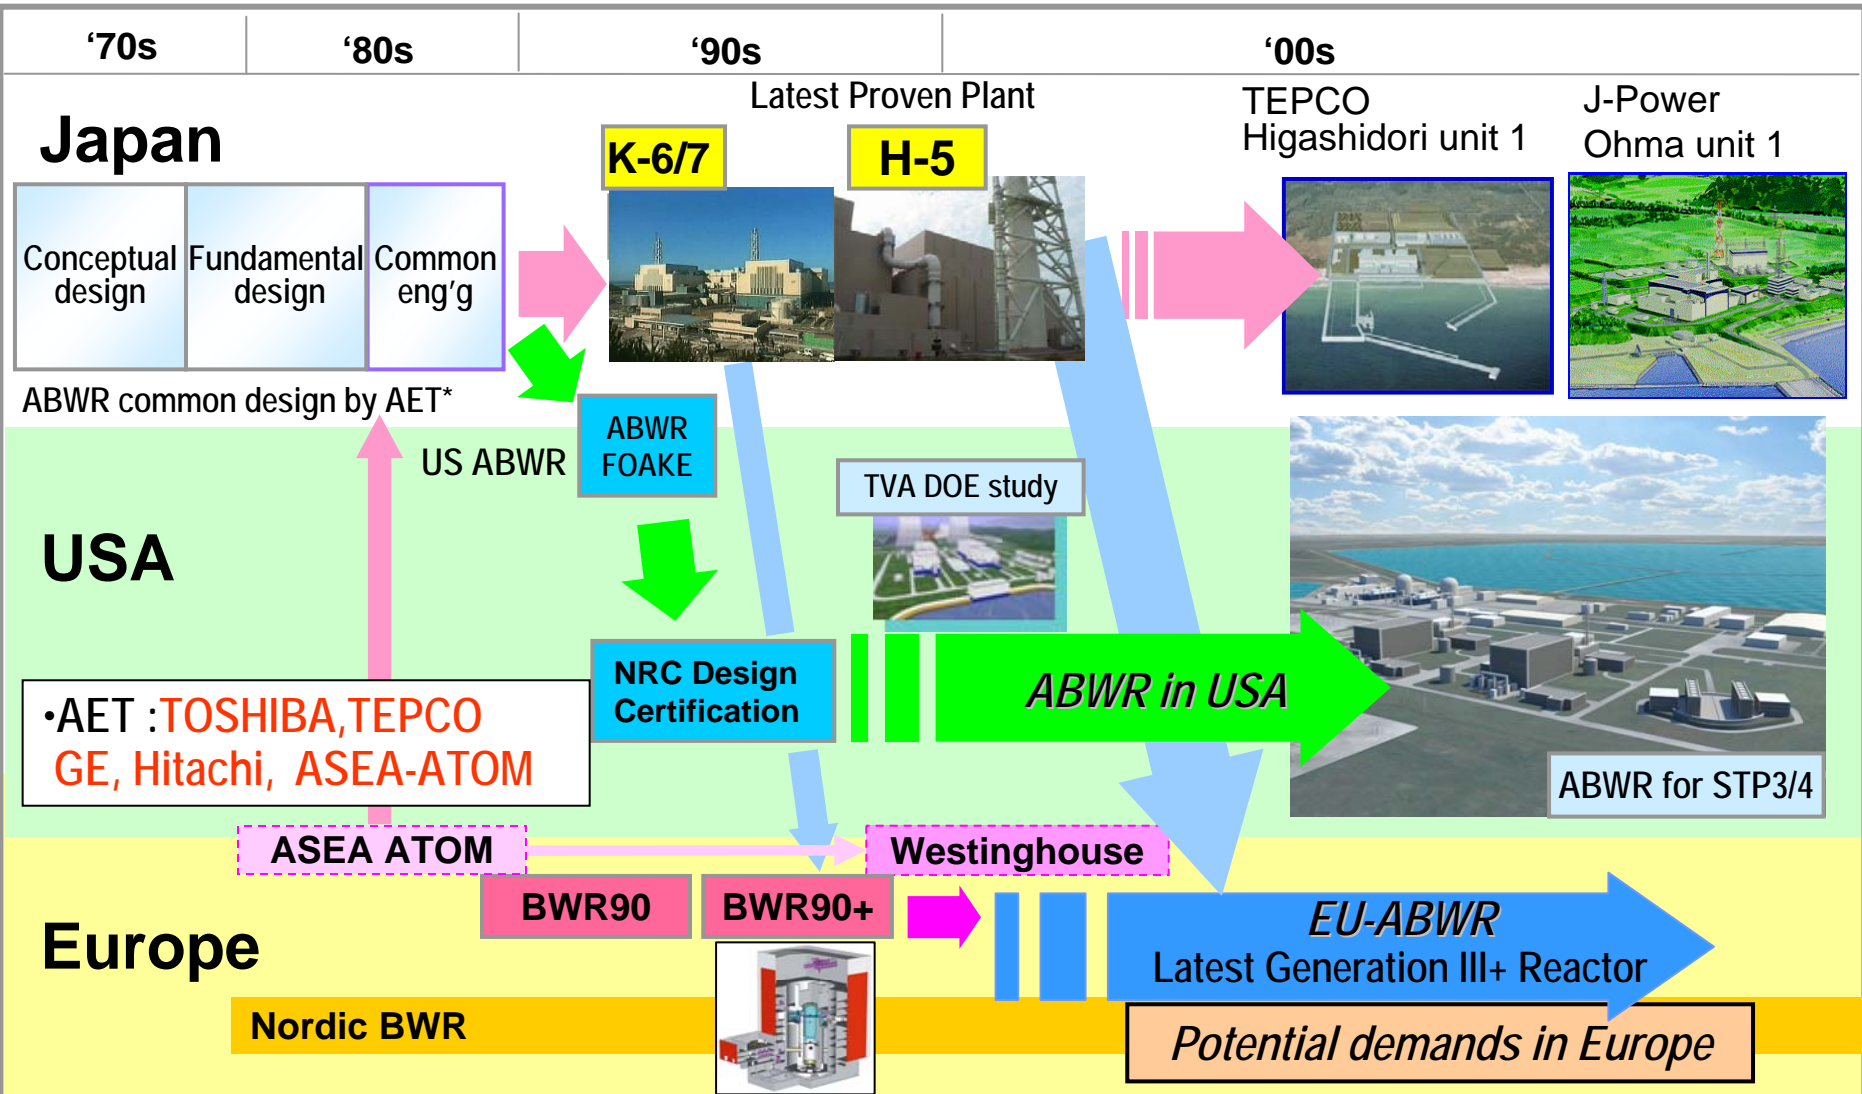 ‘70s
‘80s
‘90s
‘00s
Japan
Latest Proven Plant
K-6/7
H-5
TEPCO
Higashidori unit 1
J-Power
Ohma unit 1
Conceptual
design
Fundamental
design
Common
eng’g
ABWR common design by AET*
USA
US ABWR
ABWR
FOAKE
TVA DOE study
NRC Design
Certification
ABWR in USA
ABWR for STP3/4
•AET :TOSHIBA,TEPCO
GE, Hitachi, ASEA-ATOM
Europe
ASEA ATOM
Westinghouse
BWR90
BWR90+
EU-ABWR
Latest Generation III+ Reactor
Nordic BWR
Potential demands in Europe